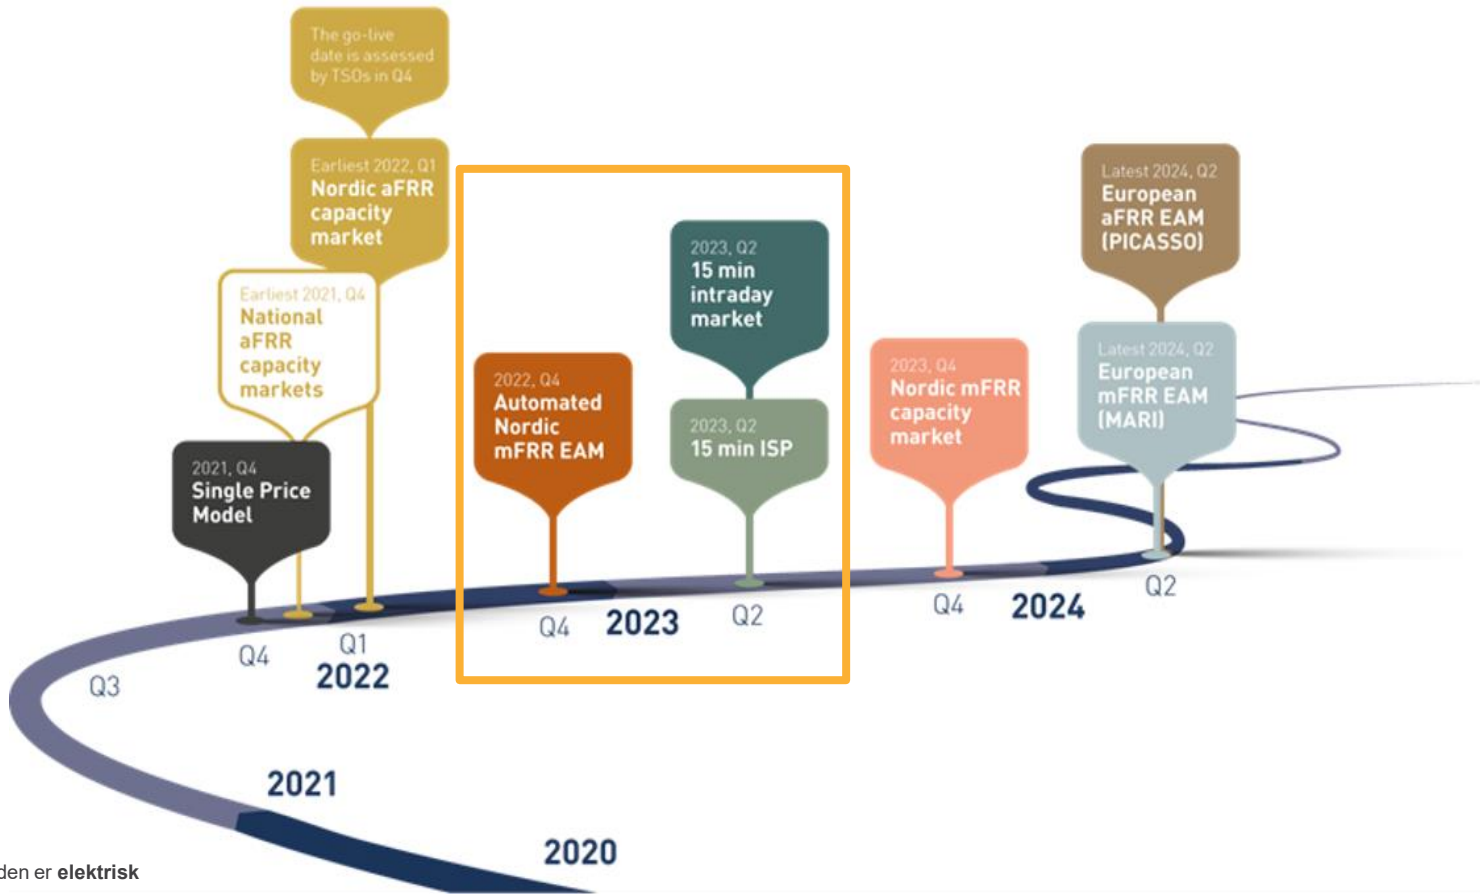 The go-live
date is assessed
by TSOs in Q4
Earliest 2022, Q1
Nordic aFRR
capacity
market
Earliest 2021, Q4
National
aFRR
capacity
markets
2021, Q4
Single Price
Model
2022, Q4
Automated
Nordic
mFRR EAM
2023, Q2
15 min
intraday
market
2023, Q2
15 min ISP
2023, Q4
Nordic mFRR
capacity
market
Latest 2024, Q2
European
aFRR EAM
(PICASSO)
Latest 2024, Q2
European
mFRR EAM
(MARI)
Q3
Q4
Q1
2022
Q4
2023
Q2
Q4
2024
Q2
2021
2020
den er elektrisk